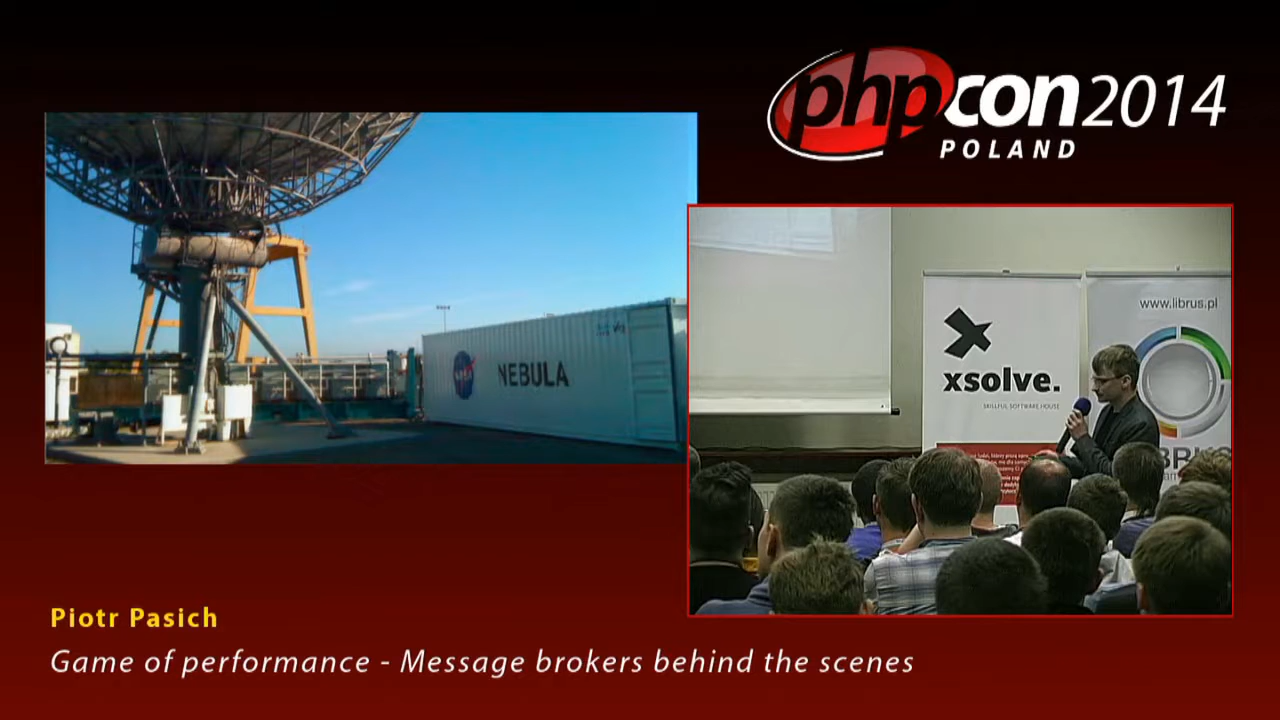 phpcon2014
POLAND
NASA
NEBULA
www.librus.pl
xsolve.
SKILLFUL SOFTWARE HOUSE
Piotr Pasich
Game of performance - Message brokers behind the scenes